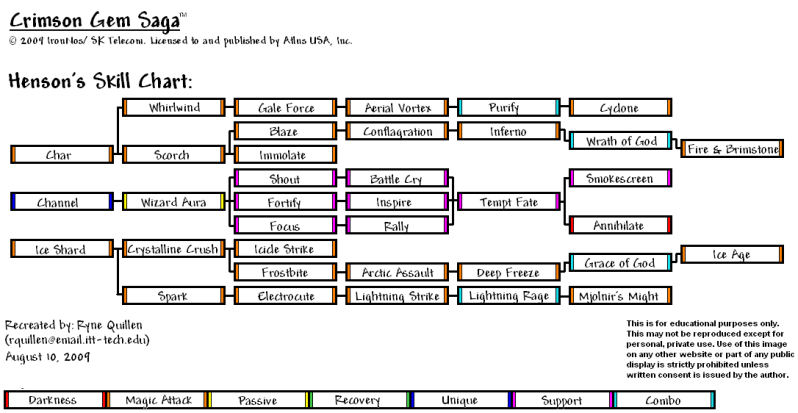 Crimson Gem Saga™
© 2009 IronNos/ SK Telecom. Licensed to and published by Atlus USA, Inc.
Henson's Skill Chart:
Whirlwind Gale Force Aerial Vortex Purify Cyclone
Blaze Conflagration Inferno
Wrath of God
Char Scorch Immolate
Fire & Brimstone
Shout Battle Cry Smokescreen
Channel Wizard Aura Fortify Inspire Tempt Fate
Focus Rally Annihilate
Ice Shard Crystalline Crush Icicle Strike
Ice Age
Grace of God
Frostbite Arctic Assault Deep Freeze
Spark Electrocute Lightning Strike Lightning Rage Mjolnir's Might
Recreated by: Ryne Quillen
(rquillen@email.itt-tech.edu)
August 10, 2009
This is for educational purposes only.
This may not be reproduced except for
personal, private use. Use of this image
on any other website or part of any public
display is strictly prohibited unless
written consent is issued by the author.
Darkness Magic Attack Passive Recovery Unique Support Combo